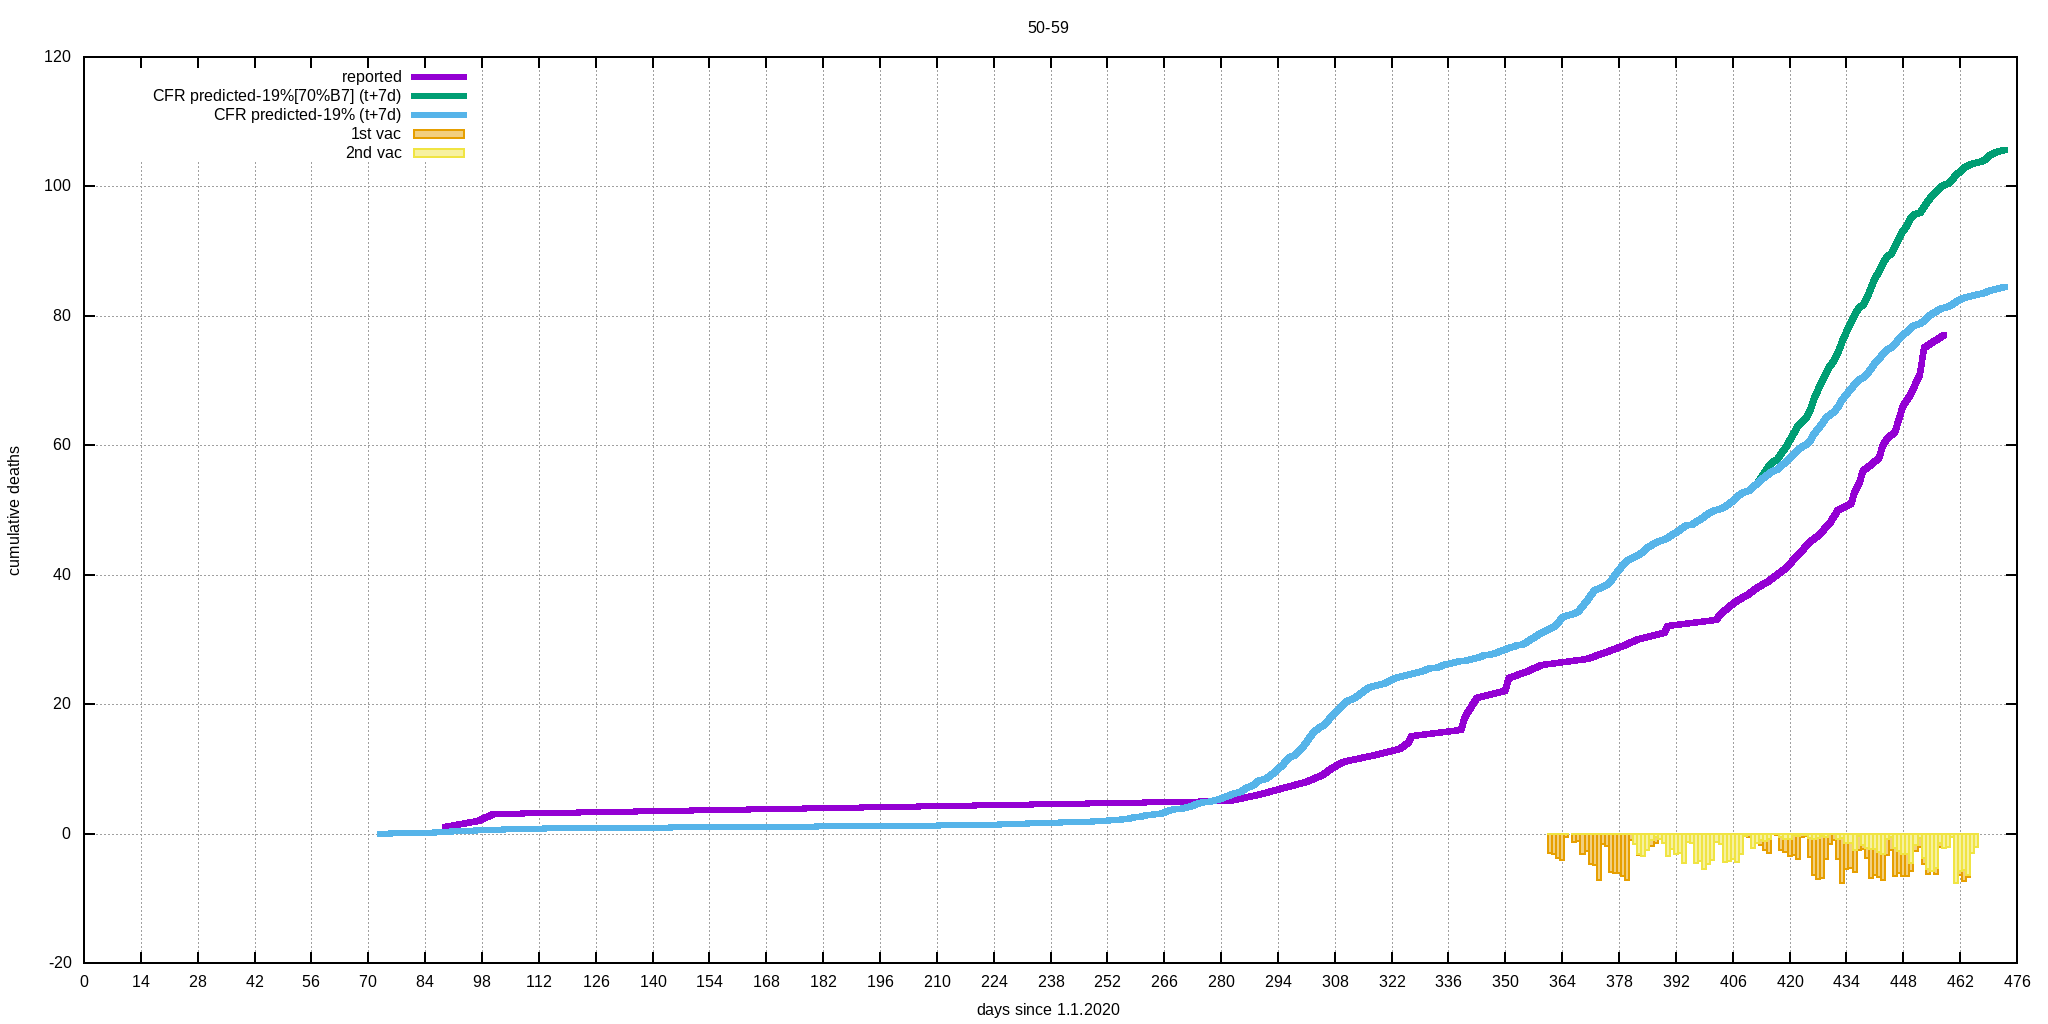 50-59
120
100
80
60
40
20
0
-20
cumulative deaths
reported
CFR predicted-19%[70%B7] (t+7d)
CFR predicted-19% (t+7d)
1st vac
2nd vac
0 14 28 42 56 70 84 98 112 126 140 154 168 182 196 210 224 238 252 266 280 294 308 322 336 350 364 378 392 406 420 434 448 462 476
days since 1.1.2020